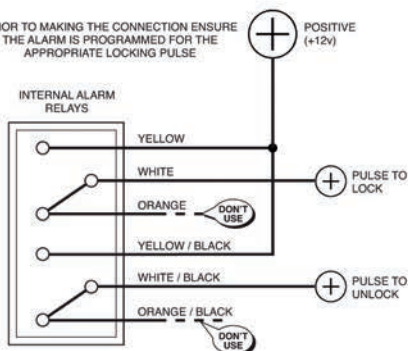 TO MAKING THE CONNECTION ENSURE
THE ALARM IS PROGRAMMED FOR THE
APPROPRIATE LOCKING PULSE
POSITIVE
(+12v)
INTERNAL ALARM
RELAYS
YELLOW
WHITE
PULSE TO
LOCK
ORANGE
DON'T
USE
YELLOW / BLACK
WHITE / BLACK
PULSE TO
UNLOCK
ORANGE / BLACK
DON'T
USE